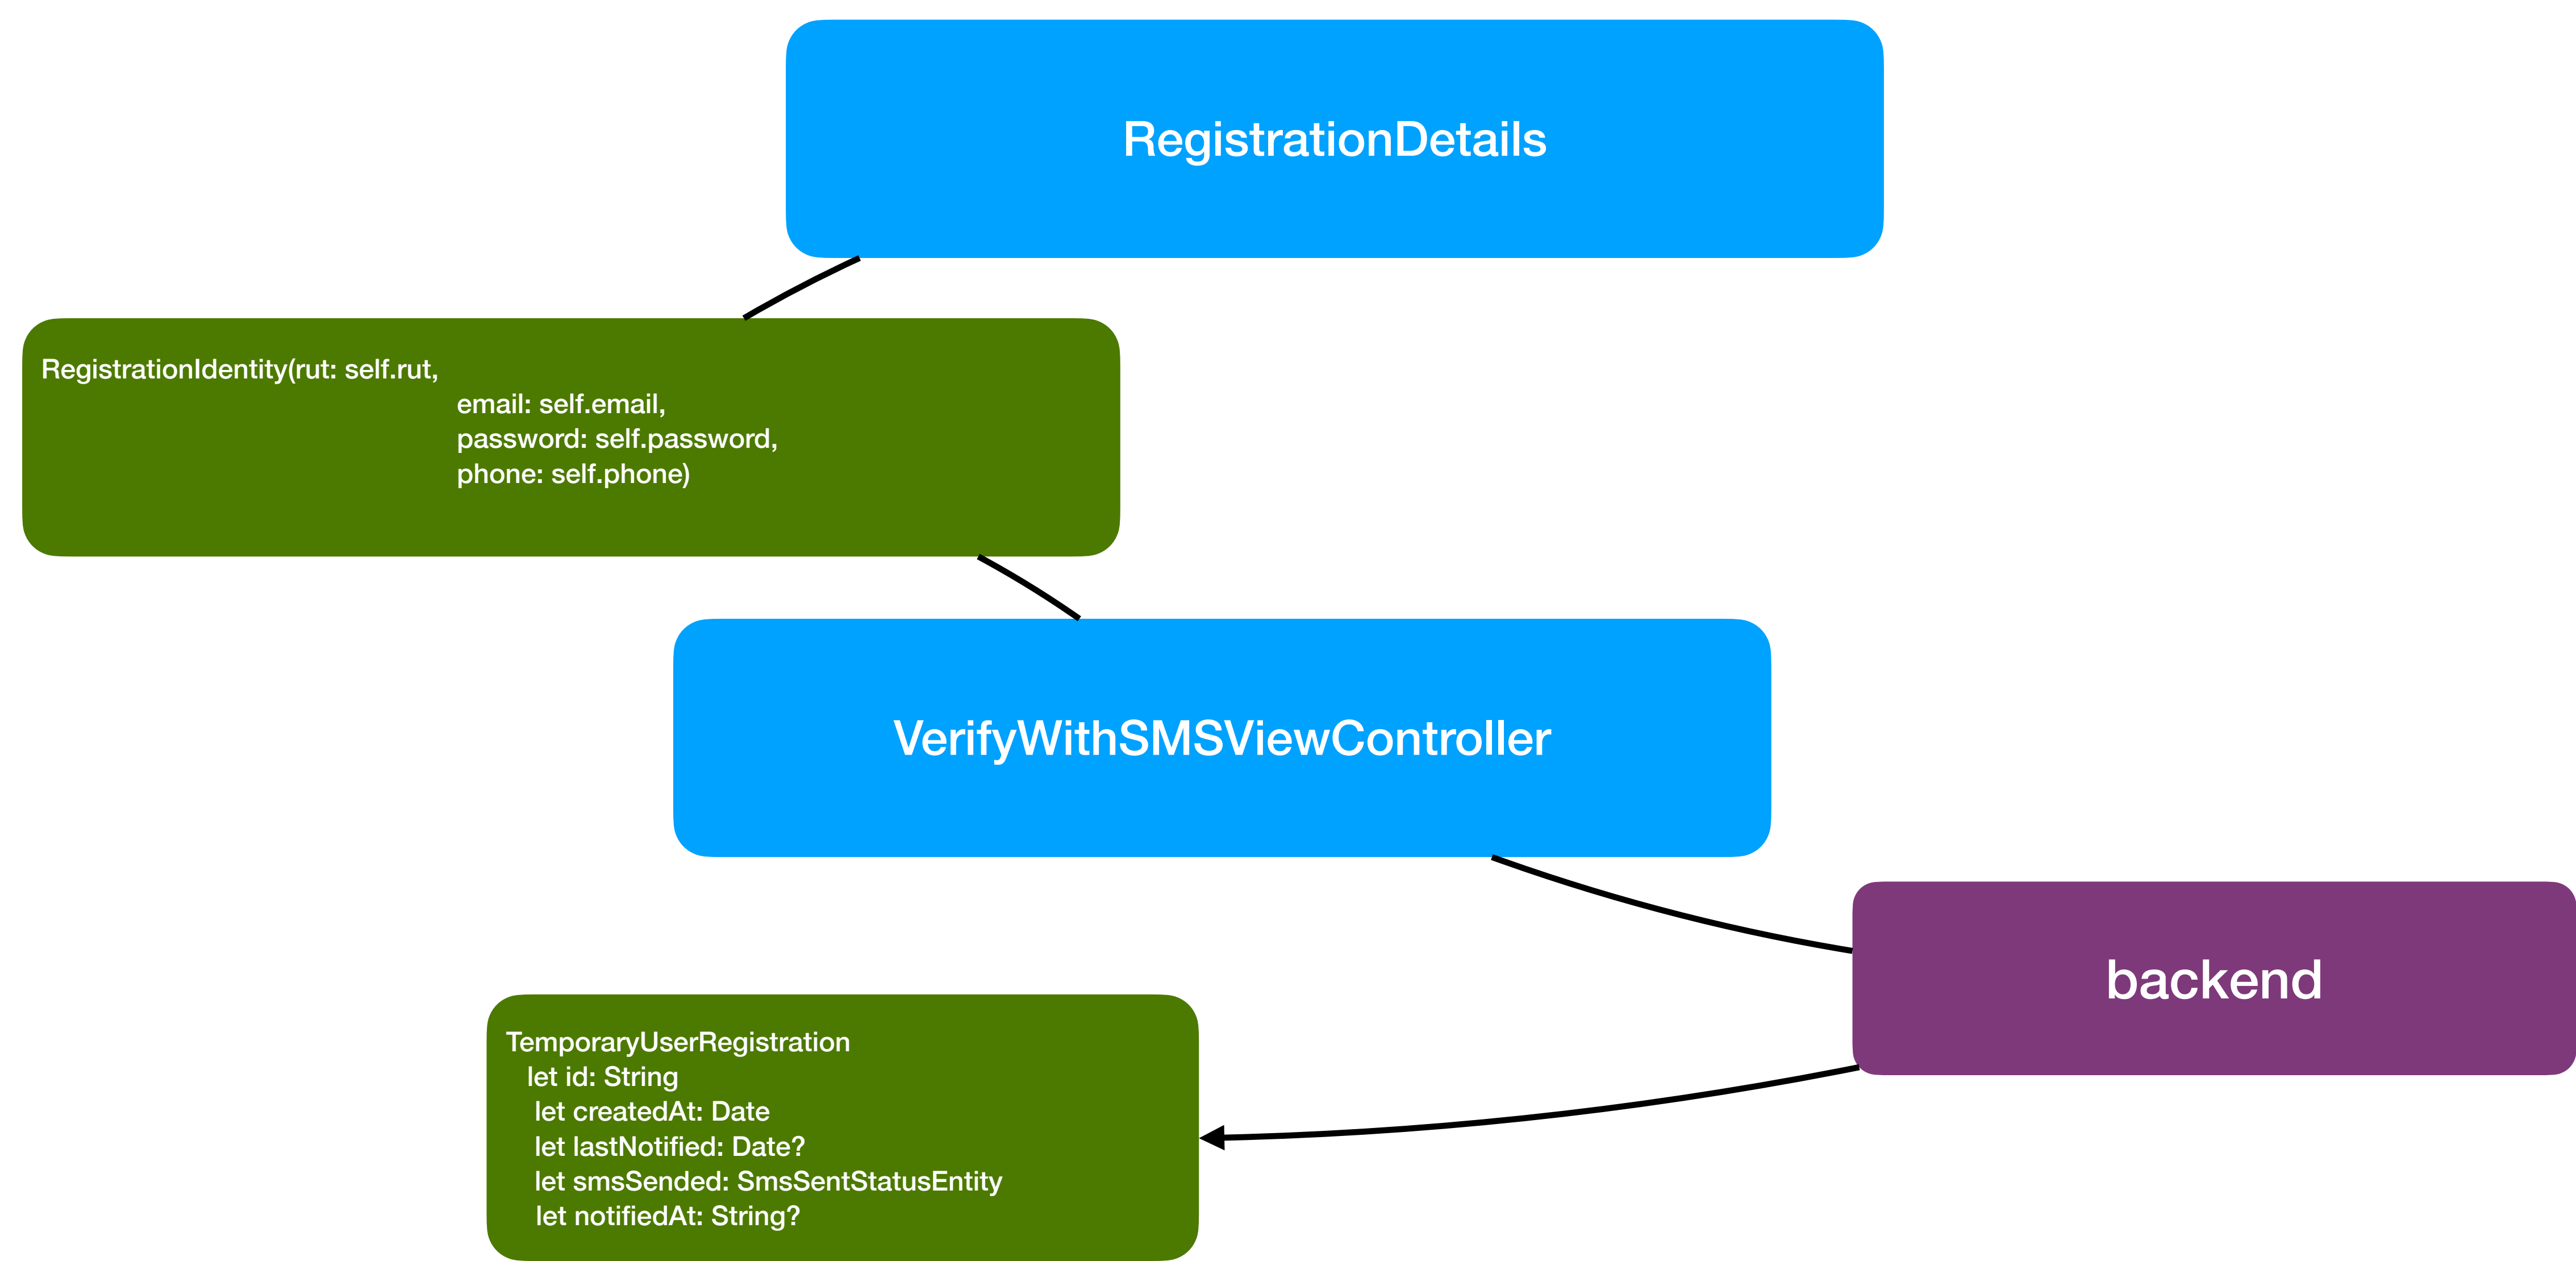 RegistrationDetails
RegistrationIdentity(rut: self.rut,
email: self.email,
password: self.password,
phone: self.phone)
VerifyWithSMSViewController
backend
TemporaryUserRegistration
let id: String
let createdAt: Date
let lastNotified: Date?
let smsSended: SmsSentStatusEntity
let notifiedAt: String?